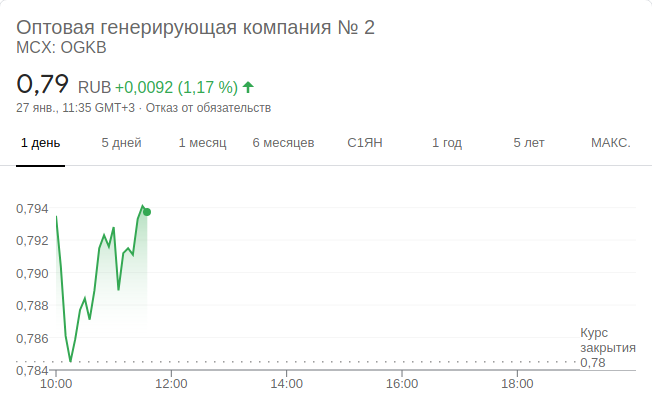 Оптовая генерирующая компания № 2
MCX: OGKB
0,79 RUB +0,0092 (1,17 %)
27 янв., 11:35 GMT+3 · Отказ от обязательств
1 день 5 дней 1 месяц 6 месяцев С1ЯН 1 год 5 лет МАКС.
0,794
0,792
0,790
0,788
0,786
0,784
Курс
закрытия
0,78
10:00 12:00 14:00 16:00 18:00